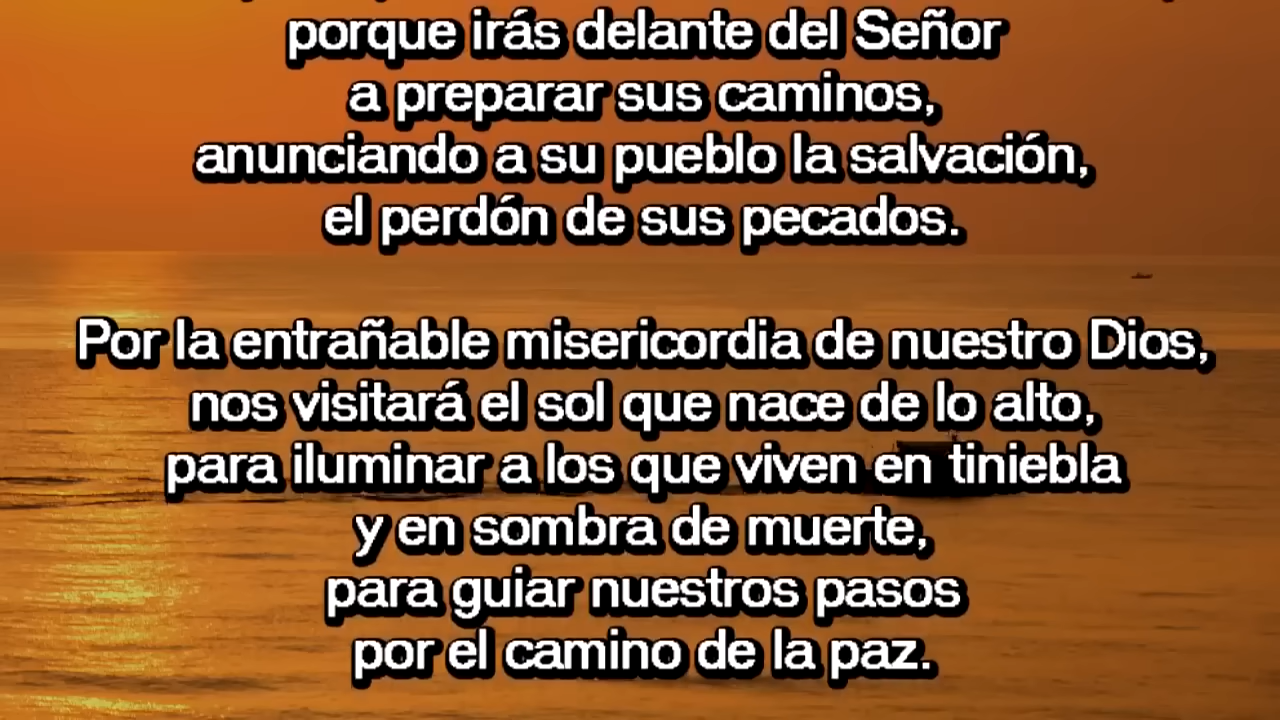 porque irás delante del Señor
a preparar sus caminos,
anunciando a su pueblo la salvación,
el perdón de sus pecados.
Por la entrañable misericordia de nuestro Dios,
nos visitará el sol que nace de lo alto,
para iluminar a los que viven en tiniebla
y en sombra de muerte,
para guiar nuestros pasos
por el camino de la paz.